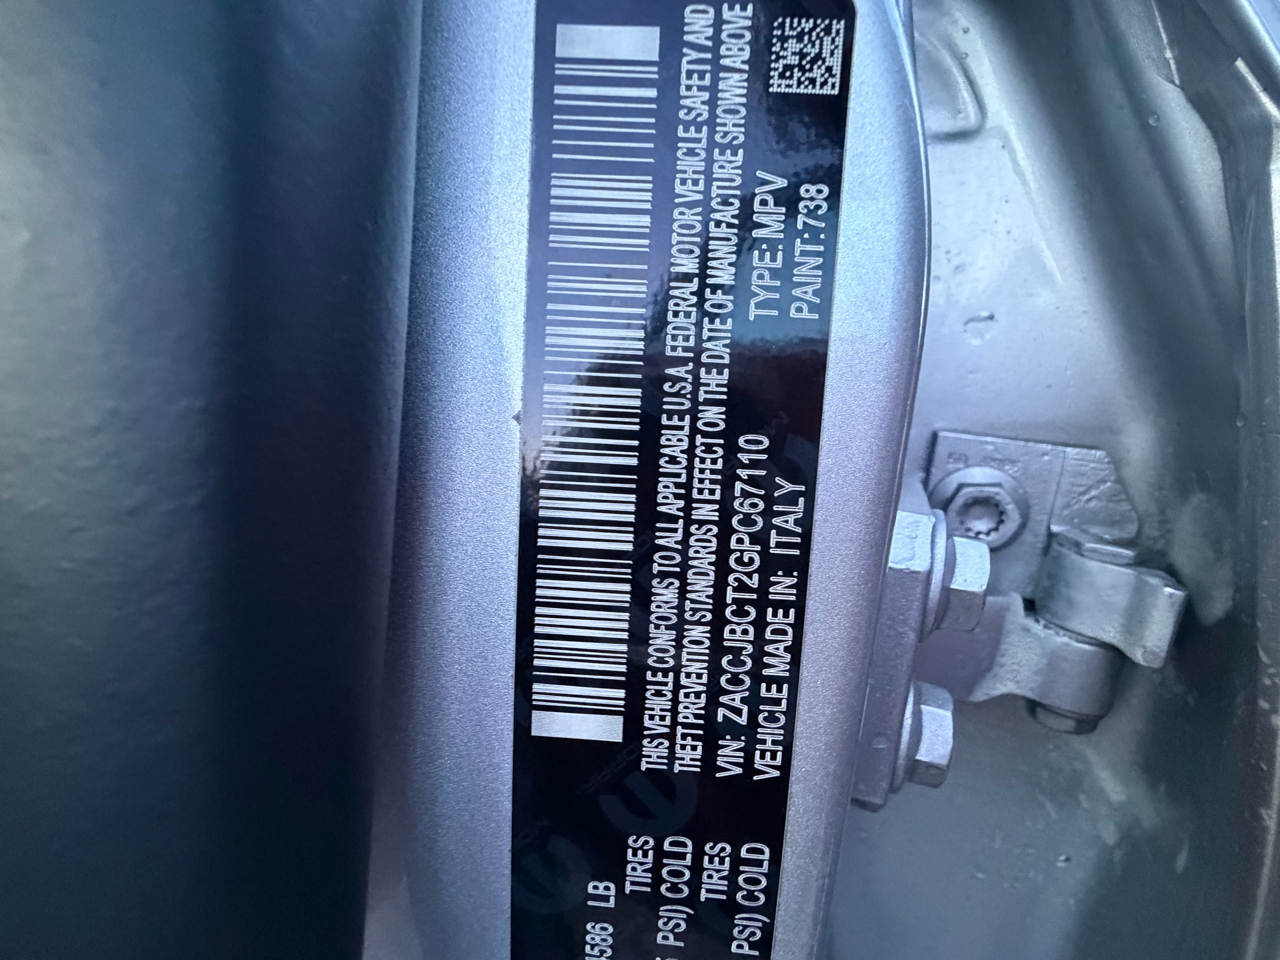 4586 LB
TIRES
PSI) COLD
TIRES
PSI) COLD
THIS VEHICLE CONFORMS TO ALL APPLICABLE U.S.A. FEDERAL MOTOR VEHICLE SAFETY AND
THEFT PREVENTION STANDARDS IN EFFECT ON THE DATE OF MANUFACTURE SHOWN ABOVE
VIN: ZACCJBCT2GPC67110
TYPE: MPV
VEHICLE MADE IN: ITALY
PAINT: 738